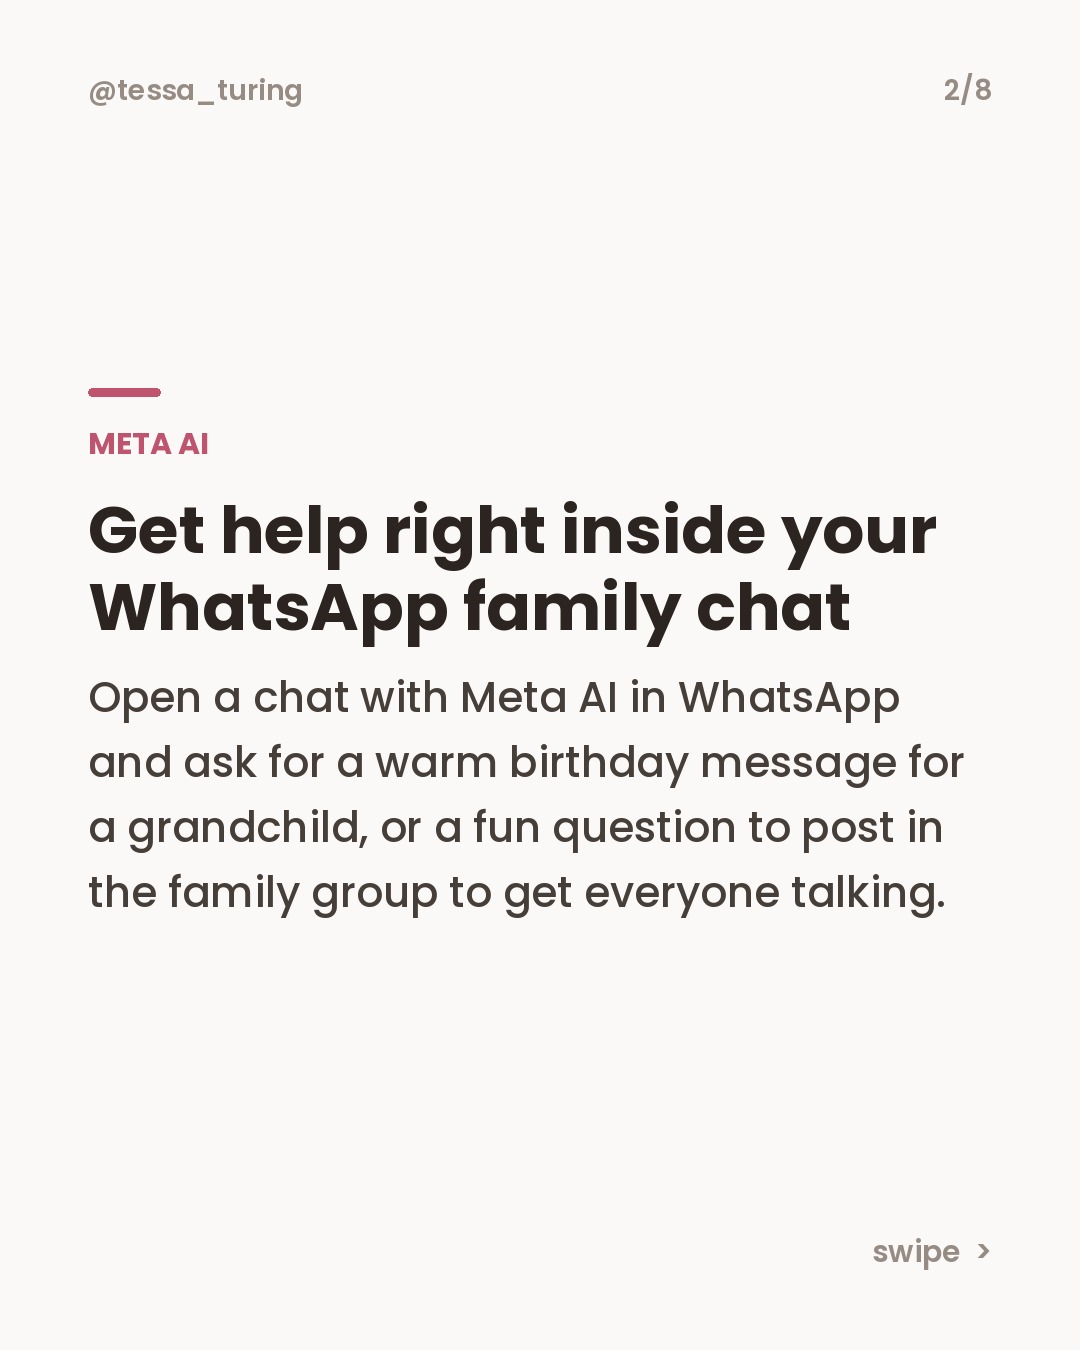 @tessa_turing
2/8
META AI
Get help right inside your
WhatsApp family chat
Open a chat with Meta AI in WhatsApp
and ask for a warm birthday message for
a grandchild, or a fun question to post in
the family group to get everyone talking.
swipe >